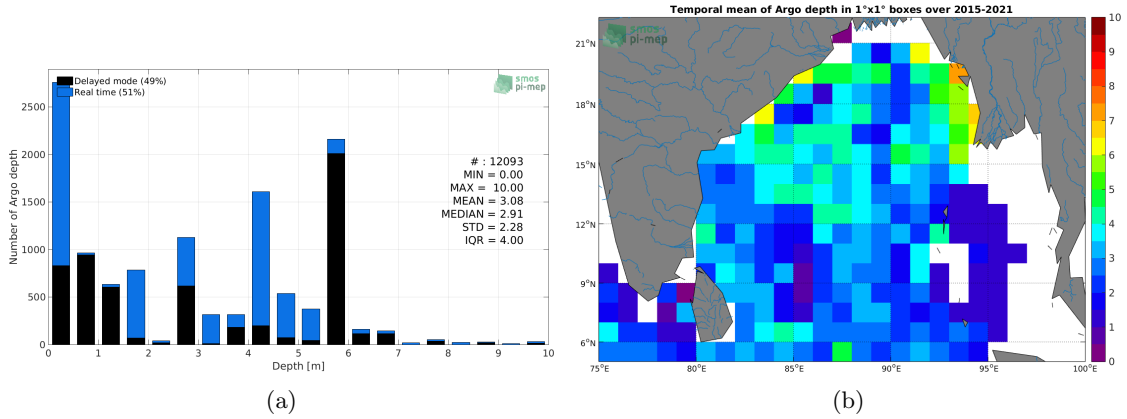 smos
pi-mep
Delayed mode (49%)
Real time (51%)
# : 12093
MIN = 0.00
MAX = 10.00
MEAN = 3.08
MEDIAN = 2.91
STD = 2.28
IQR = 4.00
Number of Argo depth
2500
2000
1500
1000
500
0
0 1 2 3 4 5 6 7 8 9 10
Depth [m]
(a)
Temporal mean of Argo depth in 1°x1° boxes over 2015-2021
smos
pi-mep
21°N
18°N
15°N
12°N
9°N
6°N
75°E 80°E 85°E 90°E 95°E 100°E
10
9
8
7
6
5
4
3
2
1
0
(b)